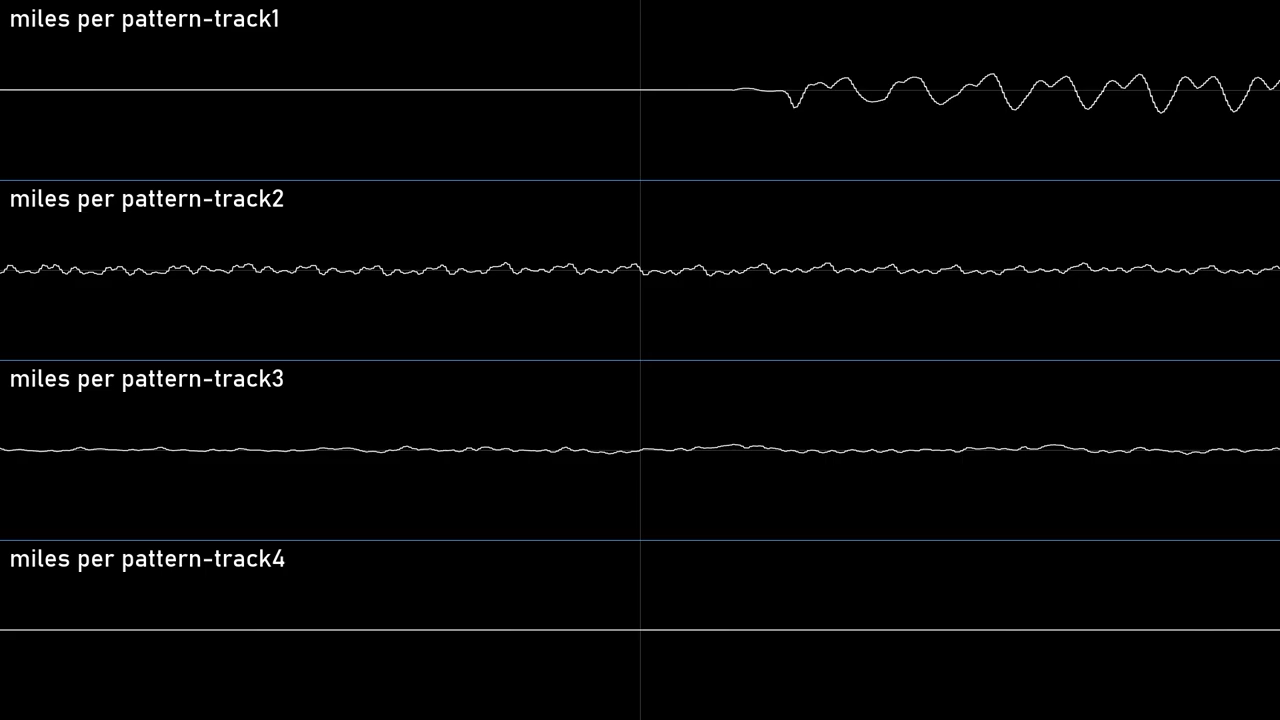 miles per pattern-track1
miles per pattern-track2
miles per pattern-track3
miles per pattern-track4